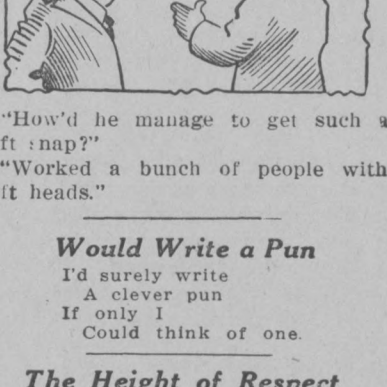 "How'd he manage to get such a
ft snap?"
"Worked a bunch of people with
ft heads."
Would Write a Pun
I'd surely write
A clever pun
If only I
Could think of one.
The Height of Respect